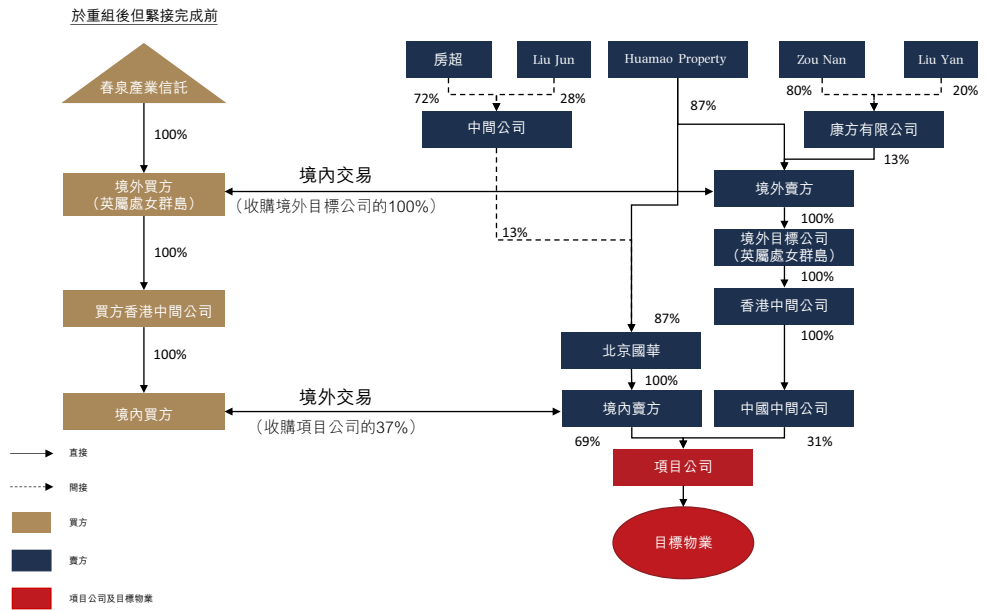 於重組後但緊接完成前
房超
Liu Jun
Huamao Property
Zou Nan
Liu Yan
春泉產業信託
72%
28%
87%
80%
20%
中間公司
康方有限公司
100%
13%
境內交易
境外買方
（英屬處女群島）
（收購境外目標公司的100%）
境外賣方
100%
13%
境外目標公司
（英屬處女群島）
100%
100%
買方香港中間公司
香港中間公司
87%
100%
100%
北京國華
100%
境外交易
境內買方
（收購項目公司的37%）
境內賣方
中國中間公司
69%
31%
直接
項目公司
間接
買方
目標物業
賣方
項目公司及目標物業